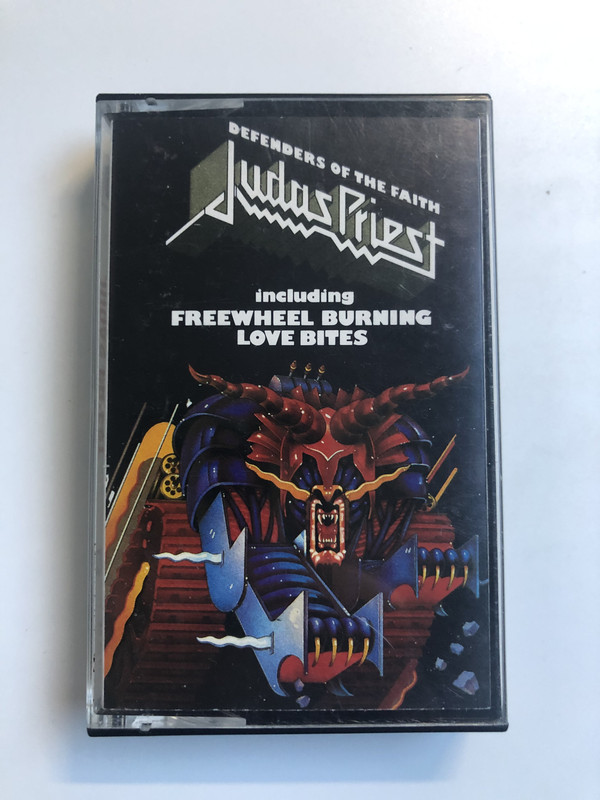 DEFENDERS OF THE FAITH
Judas Priest
including
FREEWHEEL BURNING
LOVE BITES